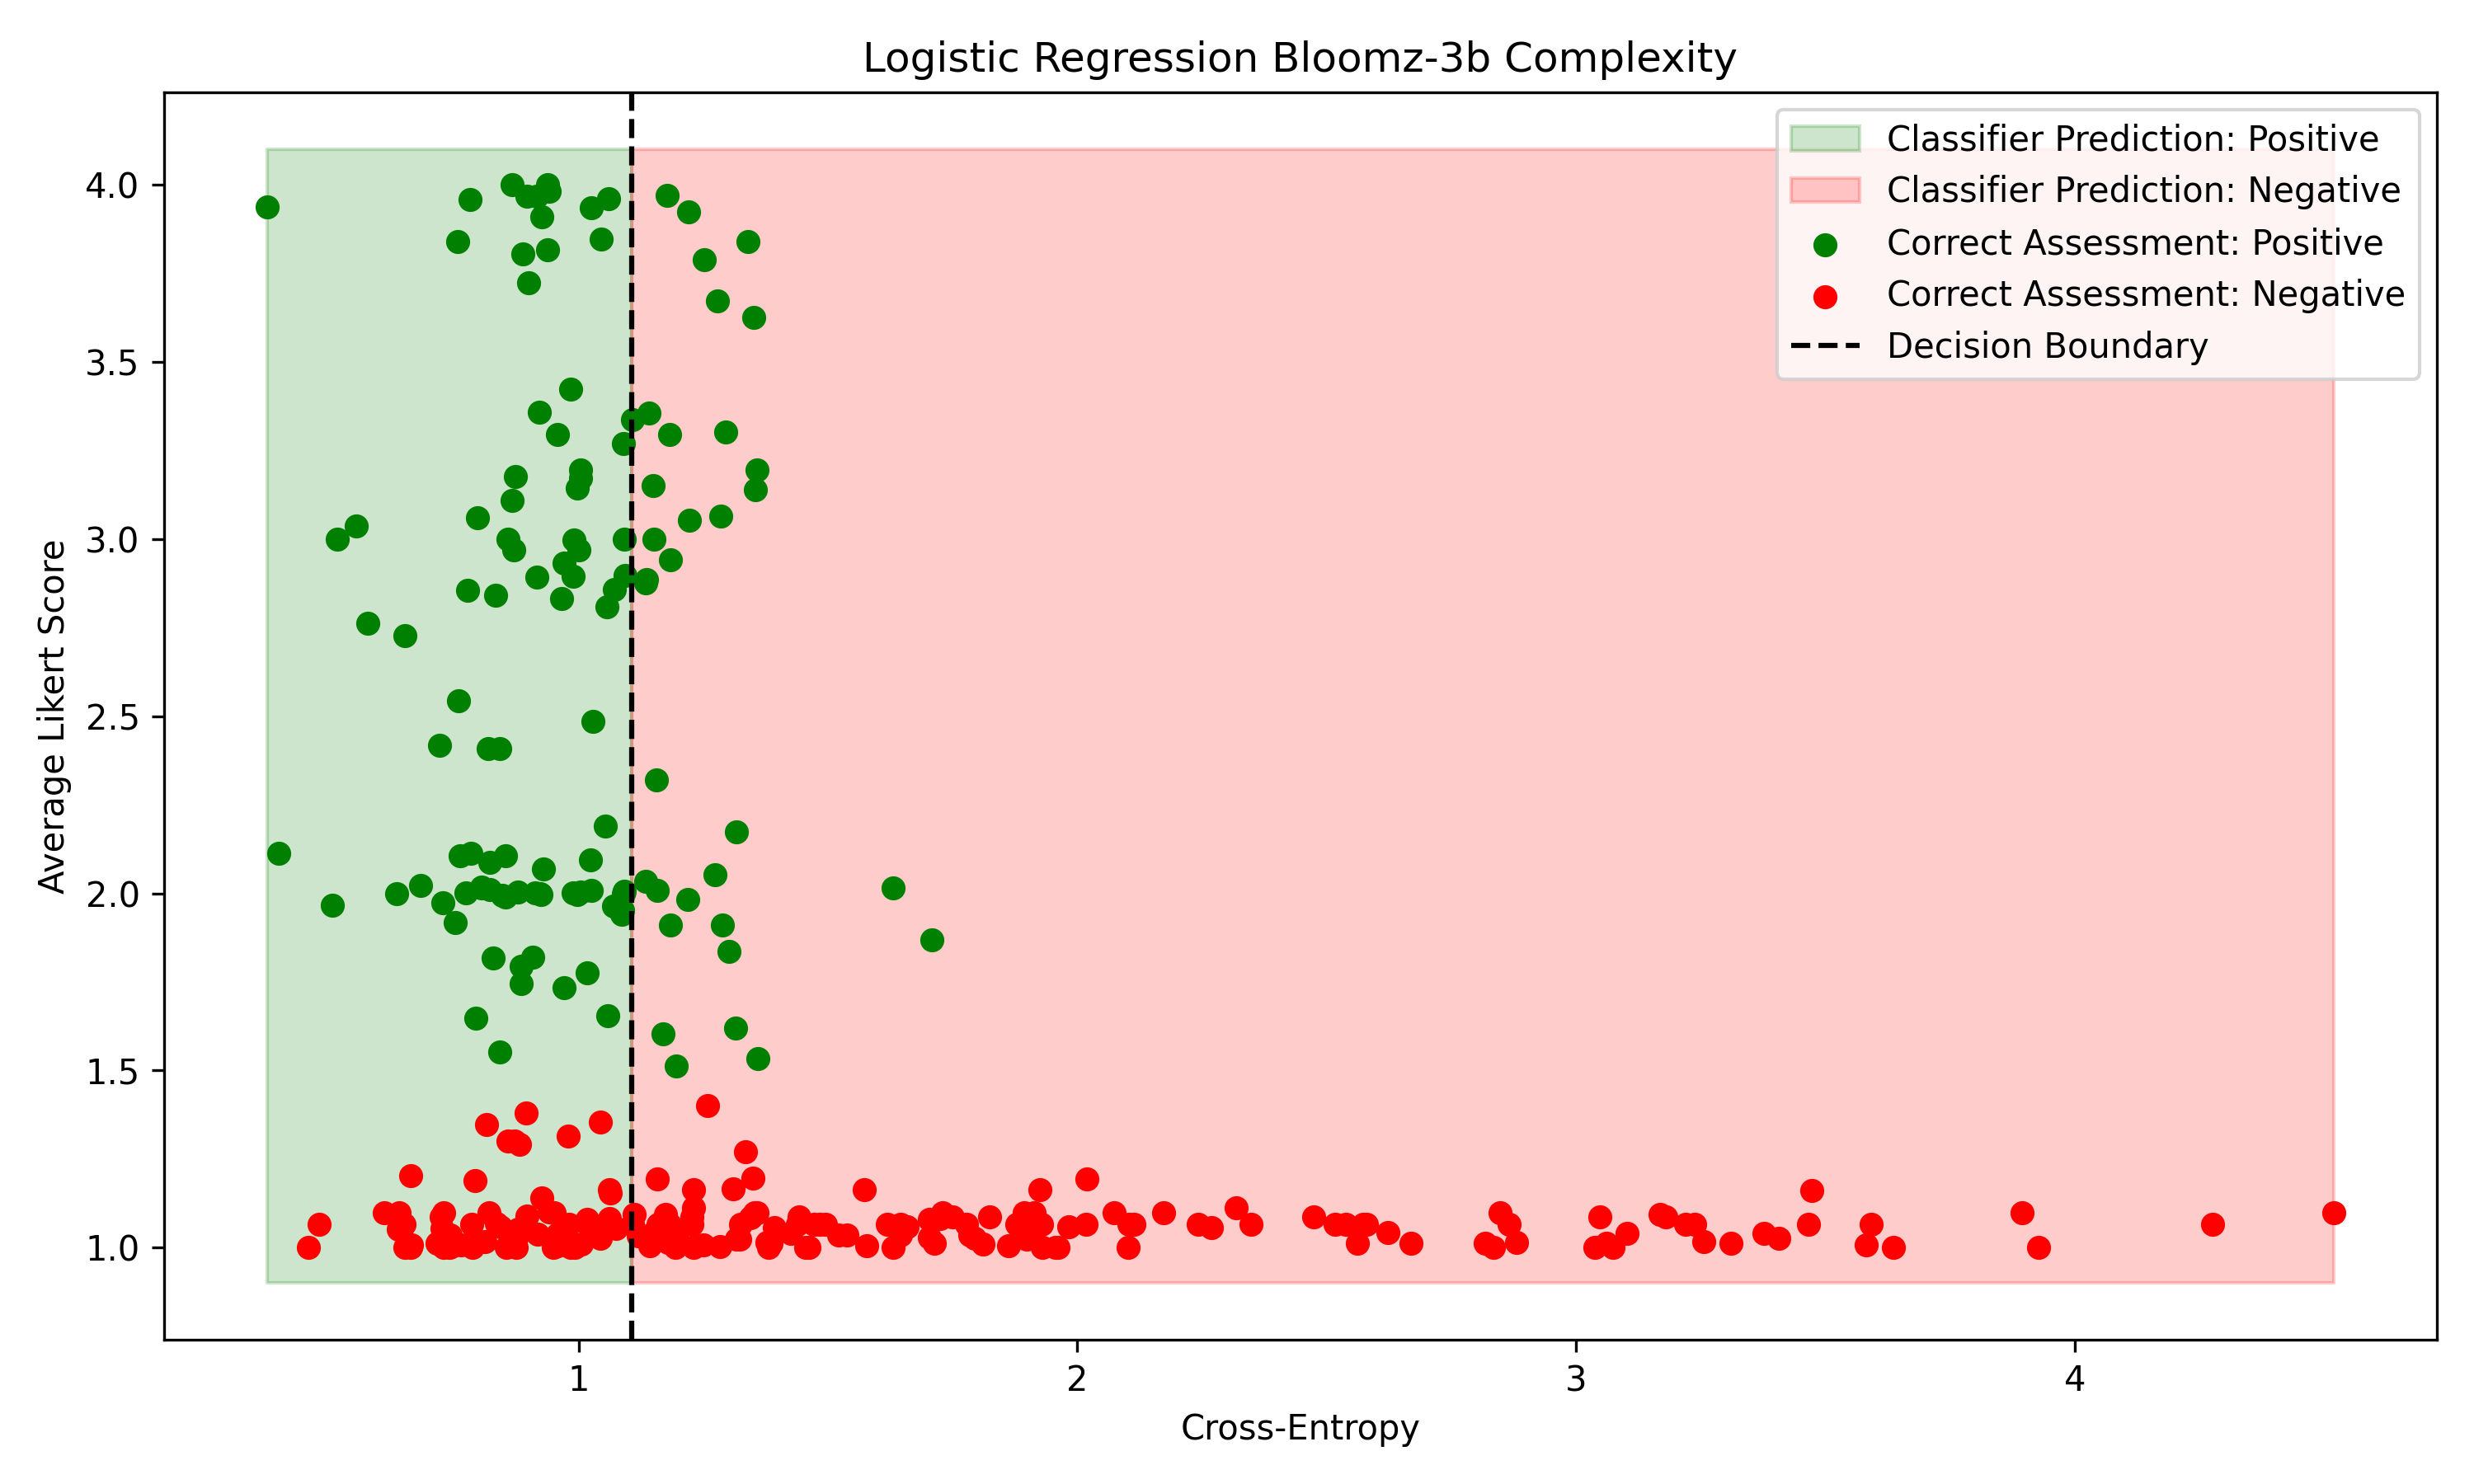 Logistic Regression Bloomz-3b Complexity
Classifier Prediction: Positive
Classifier Prediction: Negative
Correct Assessment: Positive
Correct Assessment: Negative
Decision Boundary
Average Likert Score
4.0
3.5
3.0
2.5
2.0
1.5
1.0
1
2
3
4
Cross-Entropy